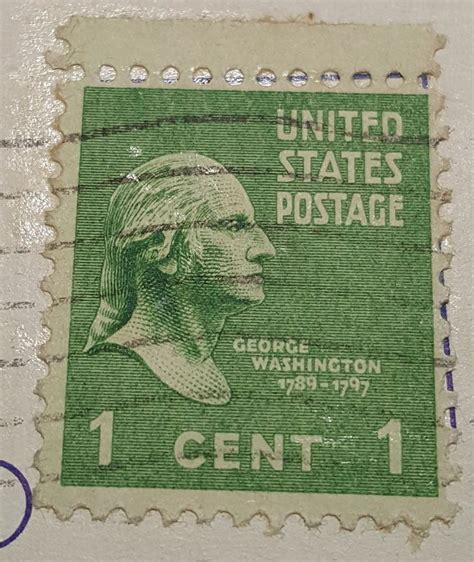 UNITED
STATES
POSTAGE
GEORGE
WASHINGTON
1789-1797
1 CENT 1